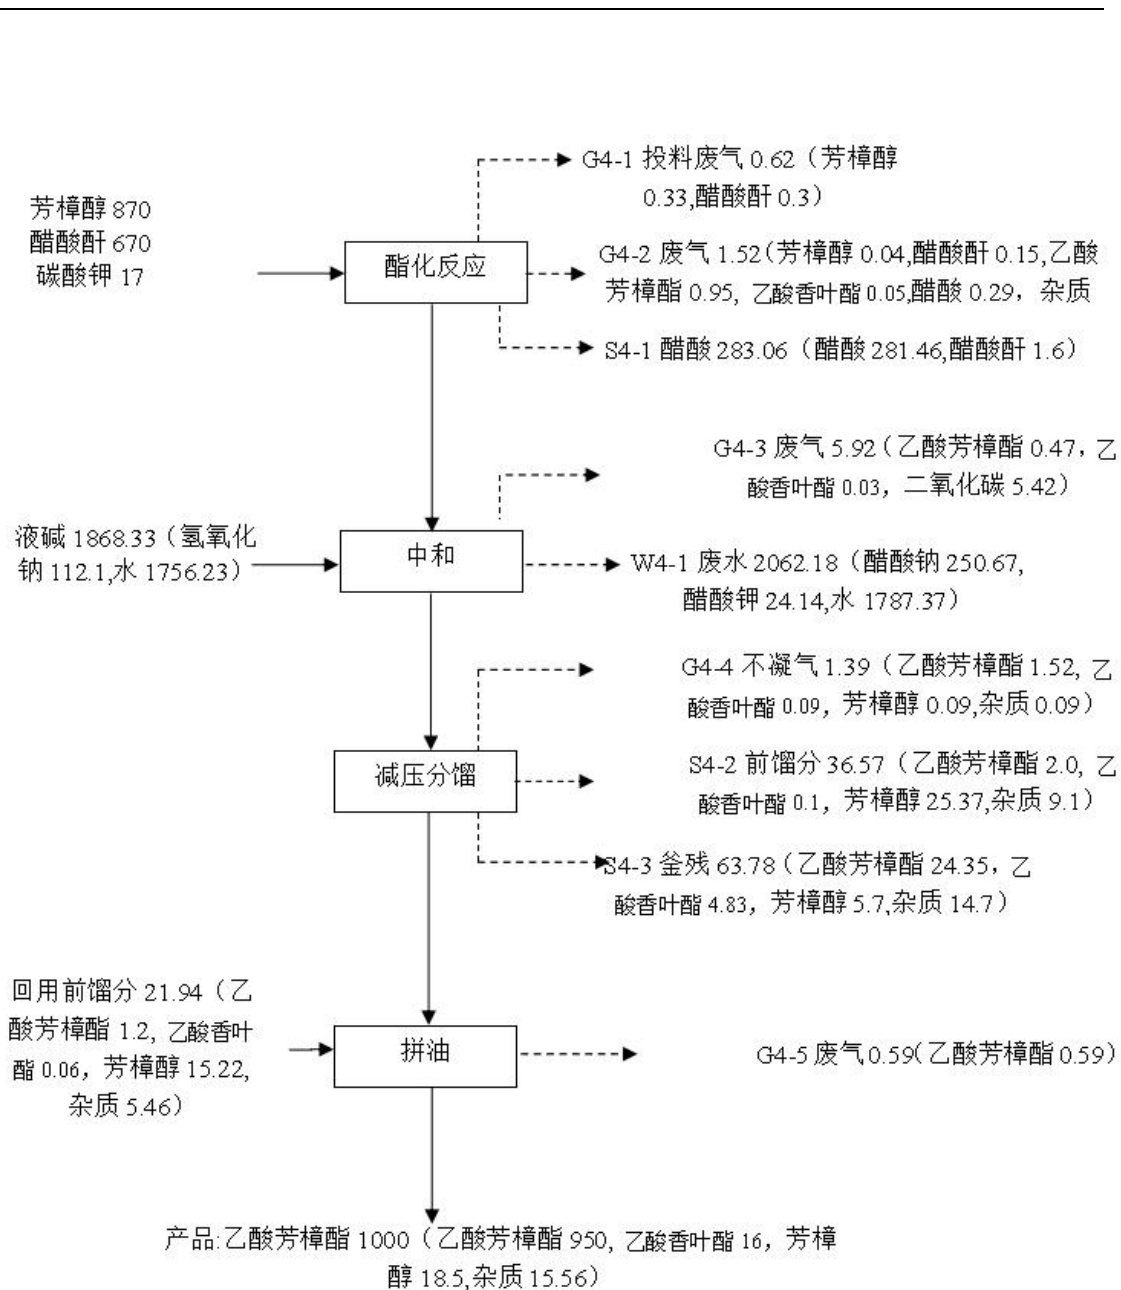 G4-1 投料废气 0.62（芳樟醇
0.33,醋酸酐 0.3）
芳樟醇 870
醋酸酐 670
碳酸钾 17
酯化反应
G4-2 废气 1.52（芳樟醇 0.04,醋酸酐 0.15,乙酸
芳樟酯 0.95, 乙酸香叶酯 0.05,醋酸 0.29，杂质
S4-1 醋酸 283.06（醋酸 281.46,醋酸酐 1.6）
G4-3 废气 5.92（乙酸芳樟酯 0.47，乙
酸香叶酯 0.03，二氧化碳 5.42）
液碱 1868.33（氢氧化
钠 112.1,水 1756.23）
中和
W4-1 废水 2062.18（醋酸钠 250.67,
醋酸钾 24.14,水 1787.37）
G4-4 不凝气 1.39（乙酸芳樟酯 1.52, 乙
酸香叶酯 0.09，芳樟醇 0.09,杂质 0.09）
减压分馏
S4-2 前馏分 36.57（乙酸芳樟酯 2.0, 乙
酸香叶酯 0.1，芳樟醇 25.37,杂质 9.1）
S4-3 釜残 63.78（乙酸芳樟酯 24.35，乙
酸香叶酯 4.83，芳樟醇 5.7,杂质 14.7）
回用前馏分 21.94（乙
酸芳樟酯 1.2, 乙酸香叶
酯 0.06，芳樟醇 15.22,
杂质 5.46）
拼油
G4-5 废气 0.59（乙酸芳樟酯 0.59）
产品:乙酸芳樟酯 1000（乙酸芳樟酯 950, 乙酸香叶酯 16，芳樟
醇 18.5,杂质 15.56）